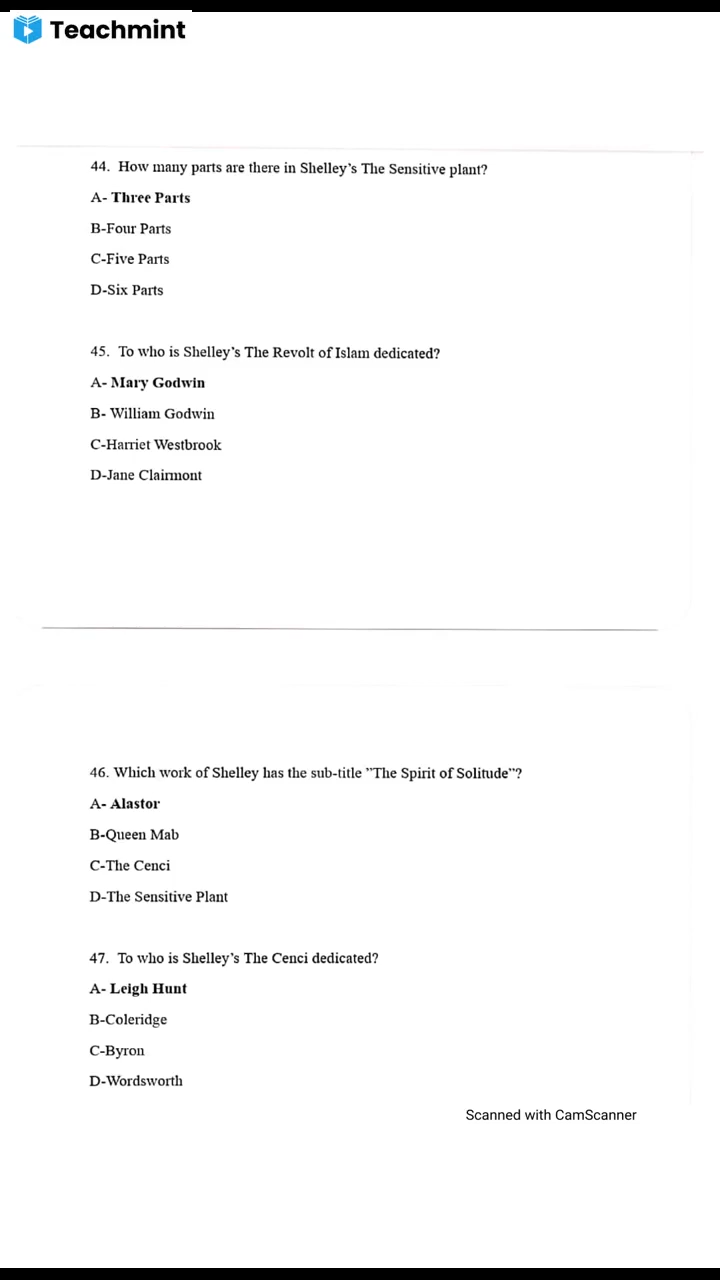 Teachmint
44. How many parts are there in Shelley's The Sensitive plant?
A- Three Parts
B-Four Parts
C-Five Parts
D-Six Parts
45. To who is Shelley's The Revolt of Islam dedicated?
A- Mary Godwin
B- William Godwin
C-Harriet Westbrook
D-Jane Clairmont
46. Which work of Shelley has the sub-title ”The Spirit of Solitude”?
A- Alastor
B-Queen Mab
C-The Cenci
D-The Sensitive Plant
47. To who is Shelley's The Cenci dedicated?
A- Leigh Hunt
B-Coleridge
C-Byron
D-Wordsworth
Scanned with CamScanner